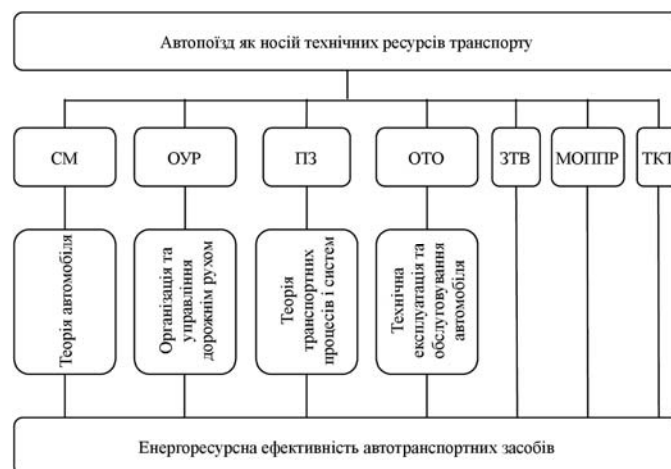 Автопоїзд як носій технічних ресурсів транспорту
СМ
ОУР
ПЗ
ОТО
ЗТВ
МОППР
ТКТ
Теорія автомобіля
Організація та
управління
дорожнім рухом
Теорія
транспортних
процесів і систем
Технічна
експлуатація та
обслуговування
автомобіля
Енергоресурсна ефективність автотранспортних засобів